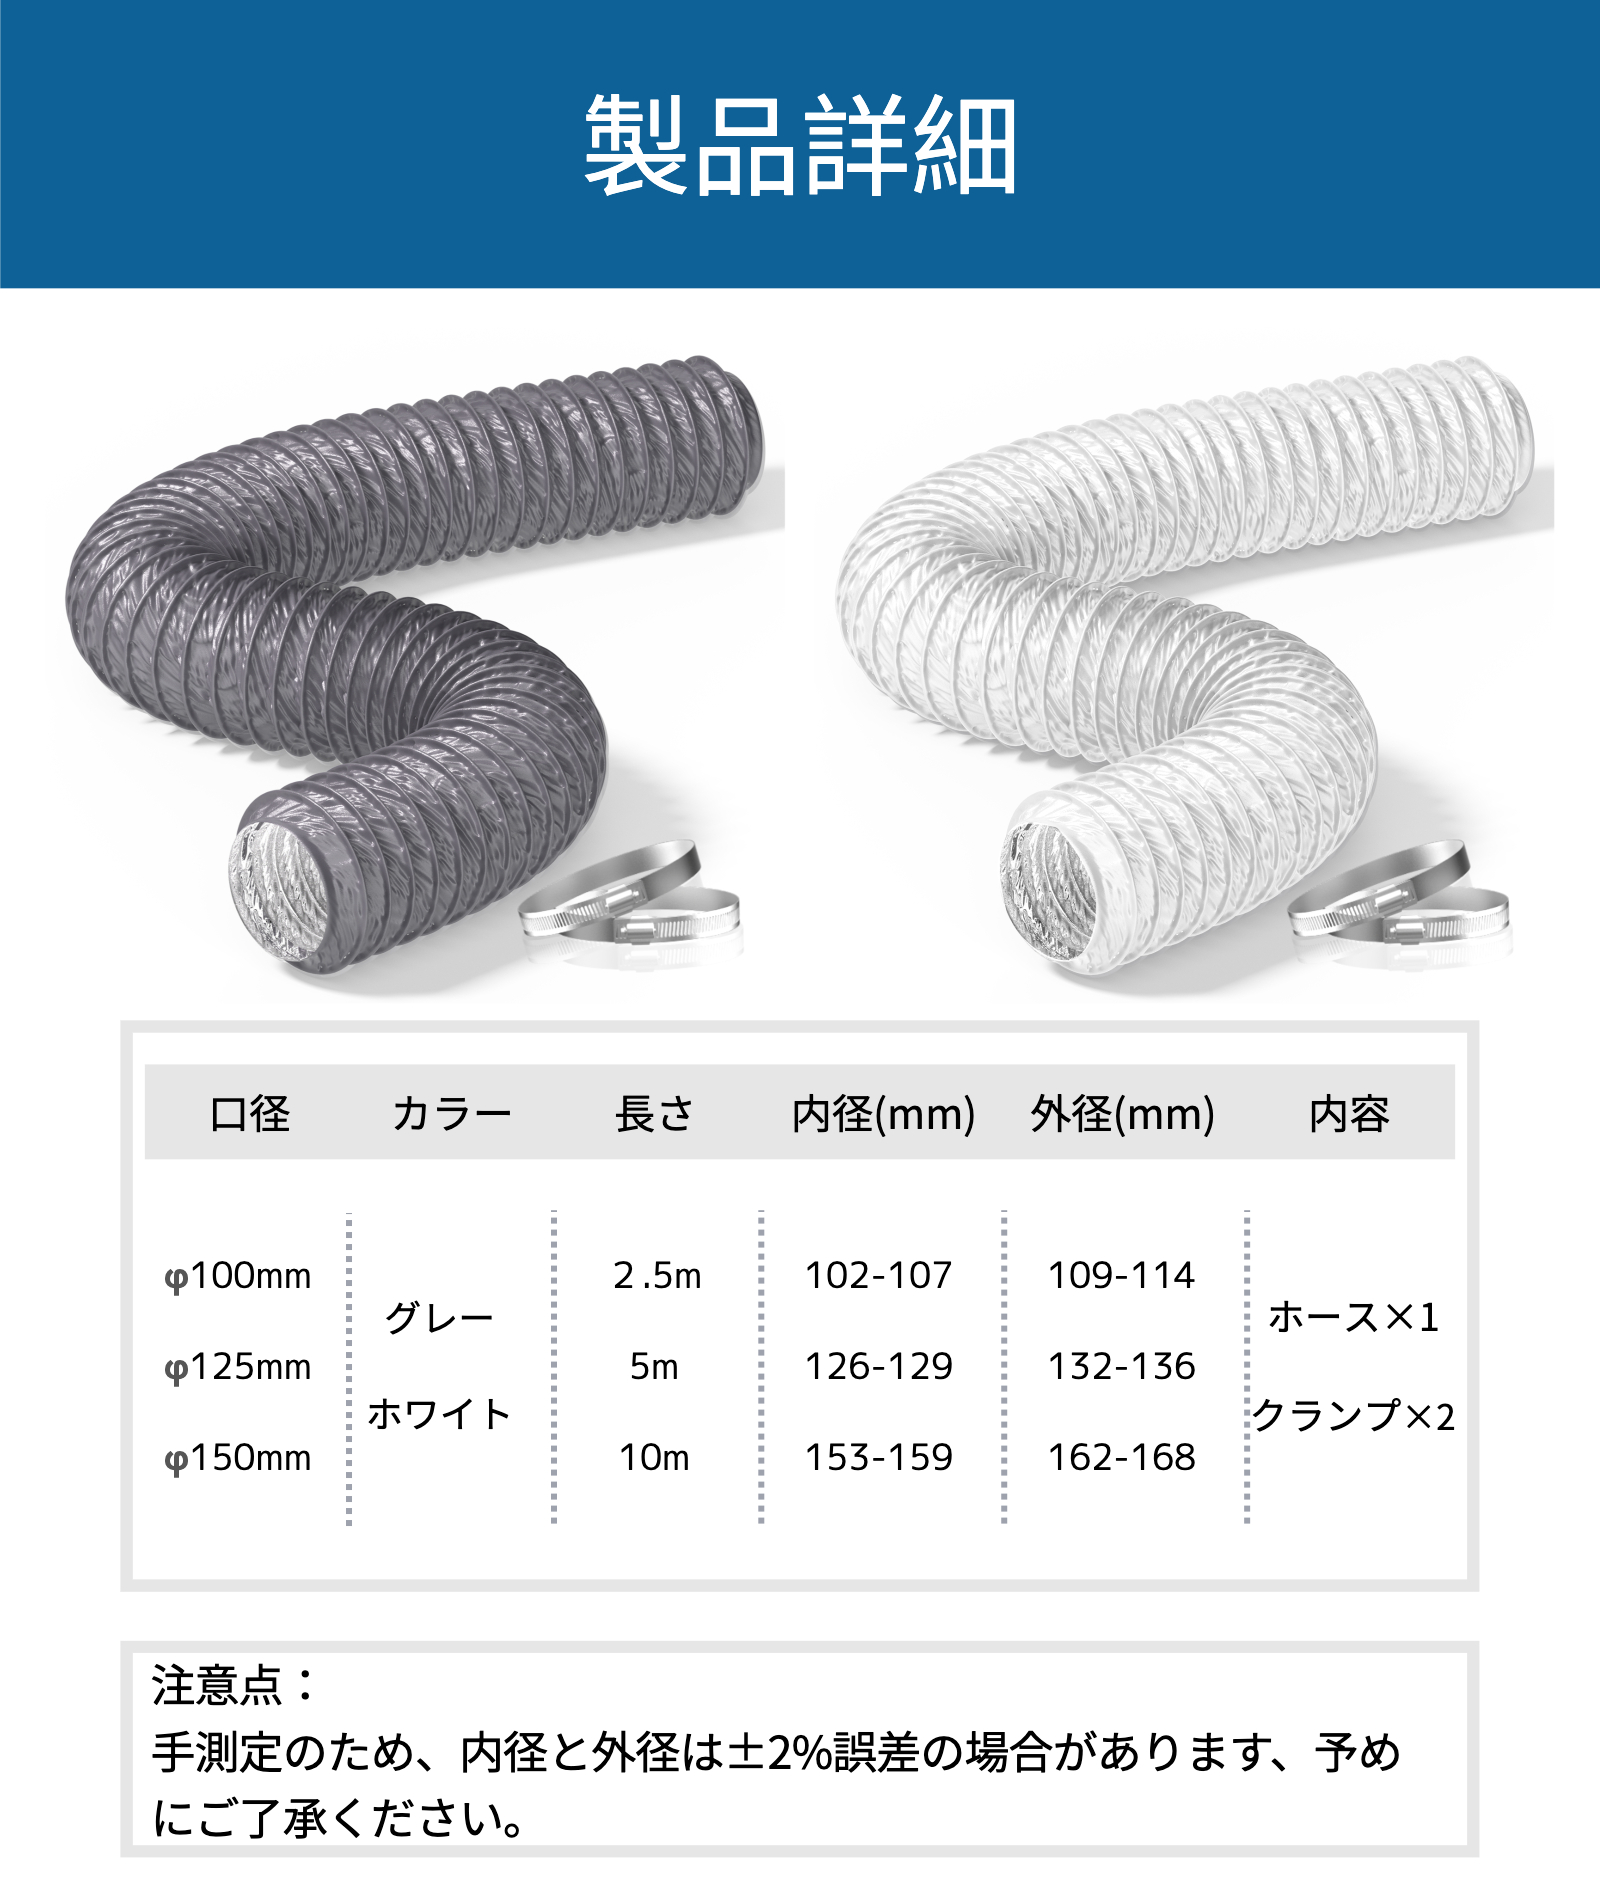 製品詳細
口径 カラー 長さ 内径(mm) 外径(mm) 内容
φ100mm 2.5m 102-107 109-114
グレー ホース×1
φ125mm 5m 126-129 132-136
ホワイト クランプ×2
φ150mm 10m 153-159 162-168
注意点：
手測定のため、内径と外径は±2%誤差の場合があります、予め
にご了承ください。